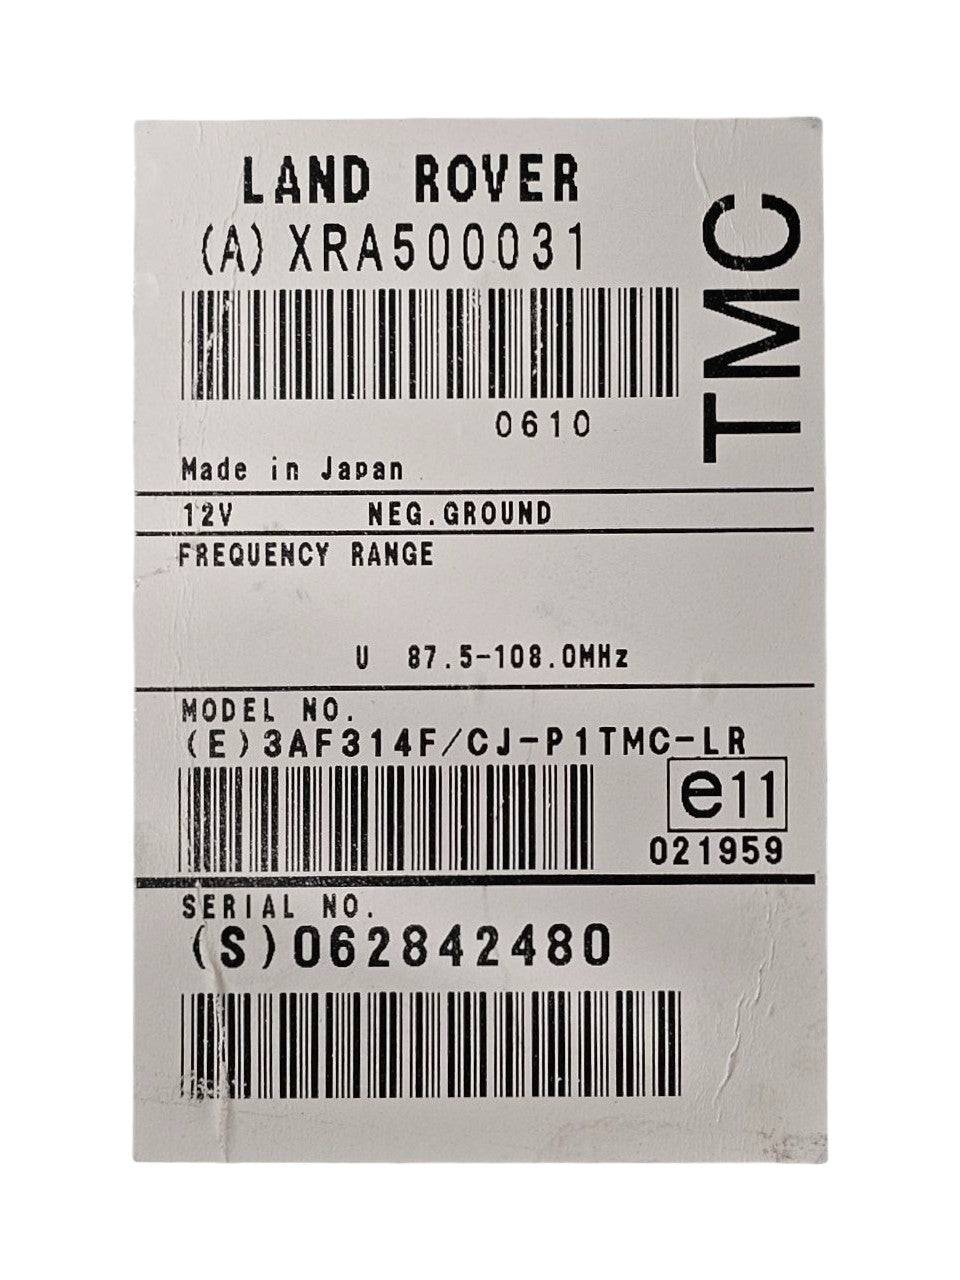 LAND ROVER
(A) XRA500031
TMC
0610
Made in Japan
12V NEG.GROUND
FREQUENCY RANGE
U 87.5-108.0MHz
MODEL NO.
(E)3AF314F/CJ-P1TMC-LR
e11
021959
SERIAL NO.
(S)062842480